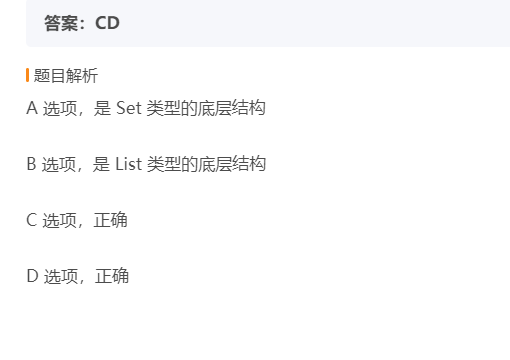 答案：CD
题目解析
A 选项，是 Set 类型的底层结构
B 选项，是 List 类型的底层结构
C 选项，正确
D 选项，正确